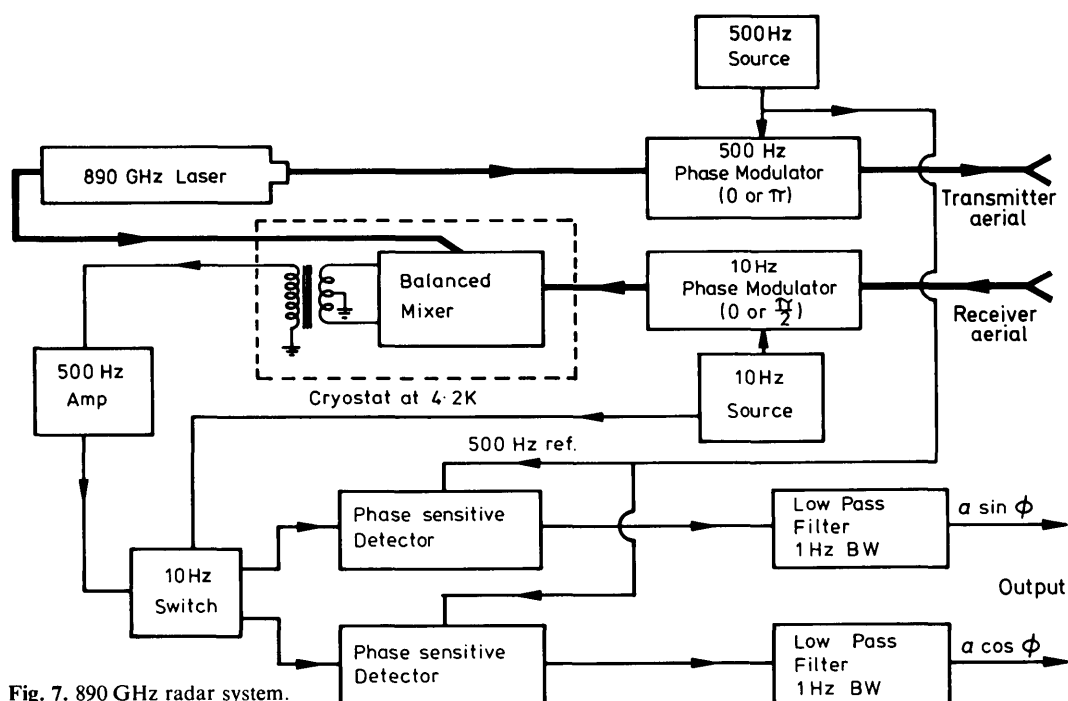 500Hz
Source
890 GHz Laser
500 Hz
Phase Modulator
(0 or π)
Transmitter
aerial
Balanced
Mixer
10Hz
Phase Modulator
(0 or π/2)
Receiver
aerial
500 Hz
Amp
Cryostat at 4·2K
10Hz
Source
500 Hz ref.
Phase sensitive
Detector
Low Pass
Filter
1Hz BW
a sin ϕ
10Hz
Switch
Output
Phase sensitive
Detector
Low Pass
Filter
1Hz BW
a cos ϕ
Fig. 7. 890 GHz radar system.